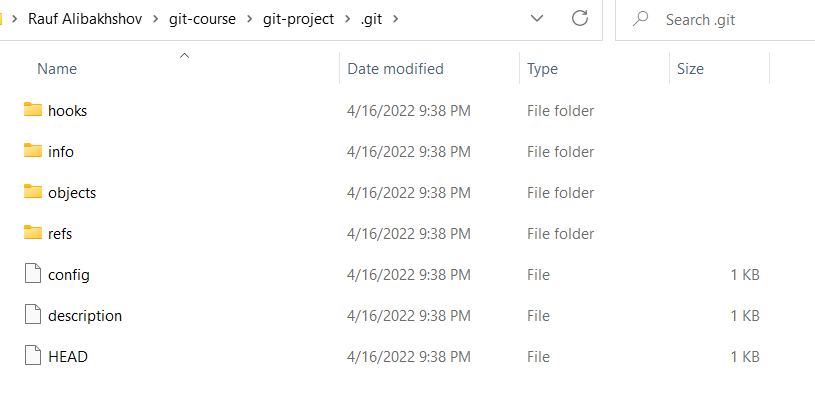 Rauf Alibakhshov > git-course > git-project > .git > Search .git
Name Date modified Type Size
hooks 4/16/2022 9:38 PM File folder
info 4/16/2022 9:38 PM File folder
objects 4/16/2022 9:38 PM File folder
refs 4/16/2022 9:38 PM File folder
config 4/16/2022 9:38 PM File 1 KB
description 4/16/2022 9:38 PM File 1 KB
HEAD 4/16/2022 9:38 PM File 1 KB